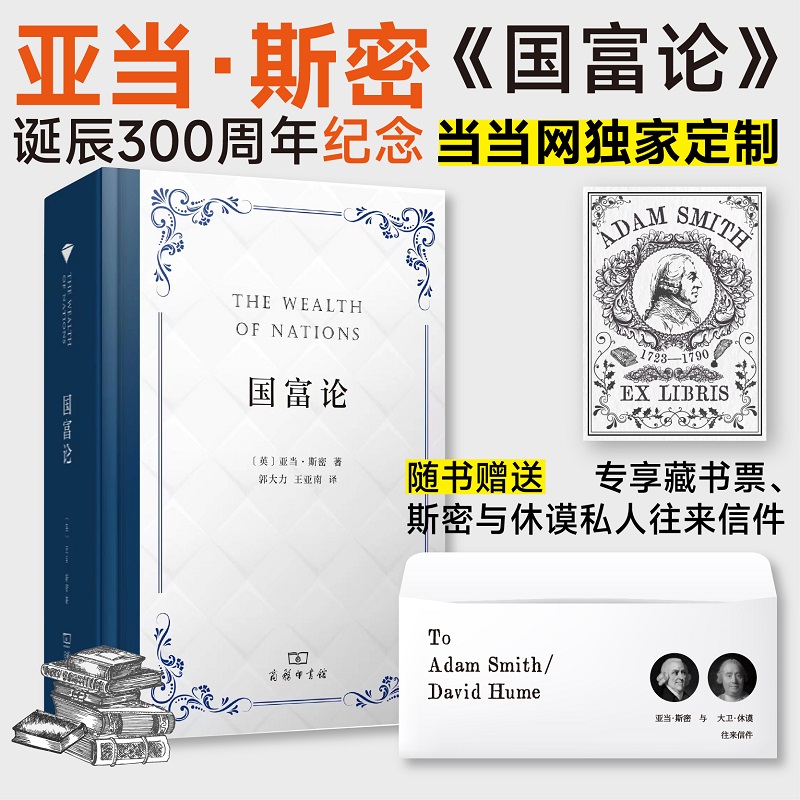 亚当·斯密《国富论》
诞辰300周年纪念 当当网独家定制
THE WEALTH
OF NATIONS
国富论
THE WEALTH
OF NATIONS
国富论
〔英〕亚当·斯密 著
郭大力 王亚南 译
商務印書館
ADAM SMITH
1723—1790
EX LIBRIS
随书赠送 专享藏书票、
斯密与休谟私人往来信件
To
Adam Smith/
David Hume
亚当·斯密 与 大卫·休谟
往来信件